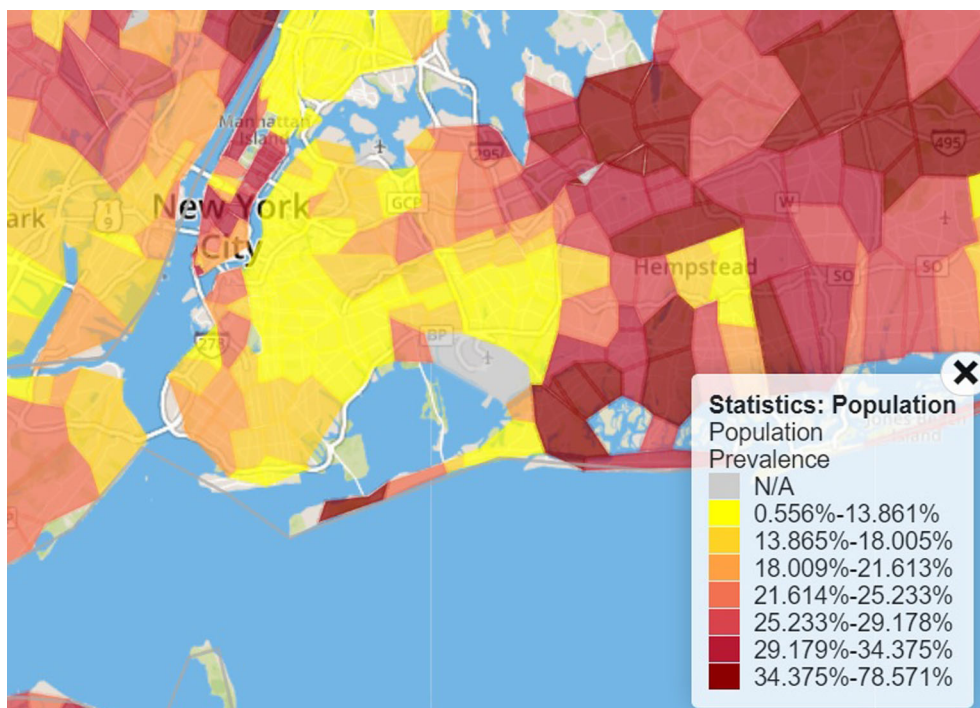 Manhattan
Island
295
495
ark
1
9
New York
City
GCP
W
Hempstead
SO
SO
278
BP
Statistics: Population
Population
Prevalence
N/A
0.556%-13.861%
13.865%-18.005%
18.009%-21.613%
21.614%-25.233%
25.233%-29.178%
29.179%-34.375%
34.375%-78.571%